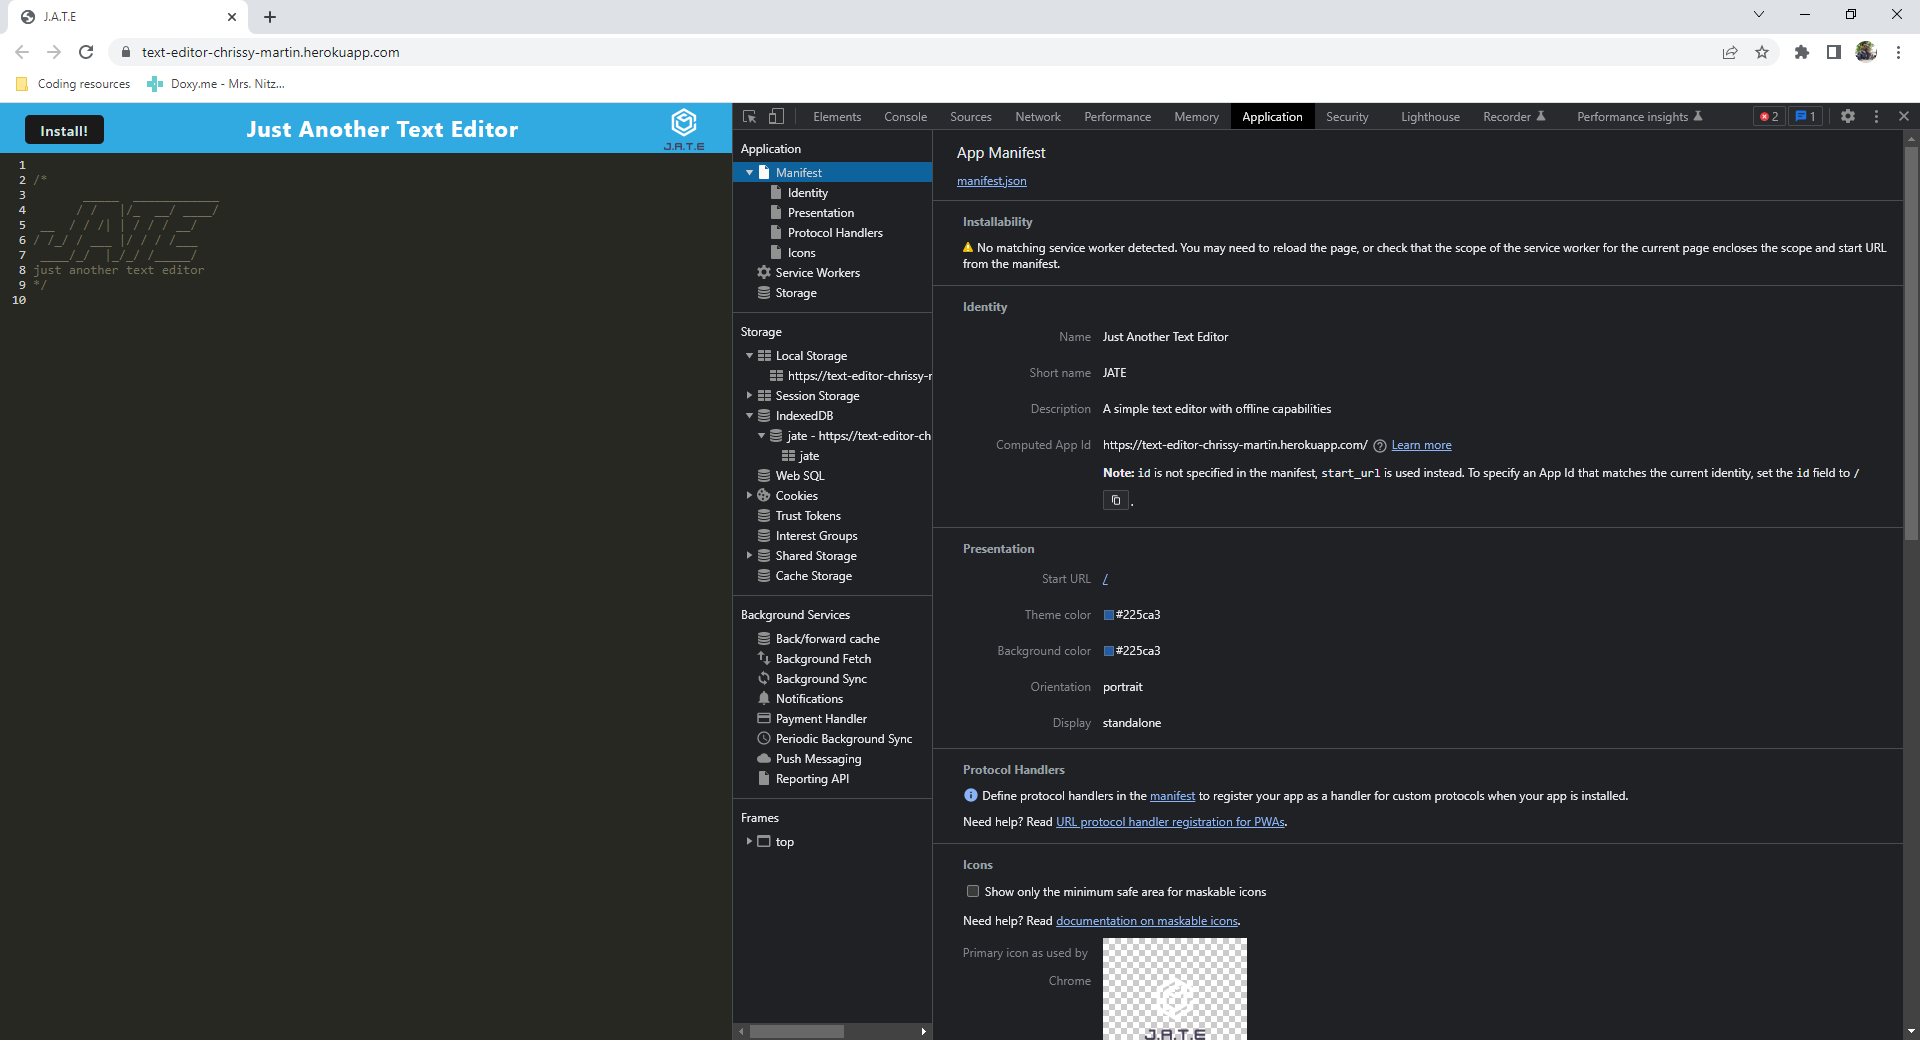 J.A.T.E
text-editor-chrissy-martin.herokuapp.com
Coding resources
Doxy.me - Mrs. Nitz...
Install!
Just Another Text Editor
J.A.T.E
1
2 /*
3      _____  ____________
4      / /   |/_  __/ ____/
5 __  / / /| | / / / __/
6 / /_/ / ___ |/ / / /___
7 ____/_/  |_/_/ /_____/
8 just another text editor
9 */
10
Elements
Console
Sources
Network
Performance
Memory
Application
Security
Lighthouse
Recorder
Performance insights
2
1
Application
Manifest
Identity
Presentation
Protocol Handlers
Icons
Service Workers
Storage
Storage
Local Storage
https://text-editor-chrissy-r
Session Storage
IndexedDB
jate - https://text-editor-ch
jate
Web SQL
Cookies
Trust Tokens
Interest Groups
Shared Storage
Cache Storage
Background Services
Back/forward cache
Background Fetch
Background Sync
Notifications
Payment Handler
Periodic Background Sync
Push Messaging
Reporting API
Frames
top
App Manifest
manifest.json
Installability
No matching service worker detected. You may need to reload the page, or check that the scope of the service worker for the current page encloses the scope and start URL
from the manifest.
Identity
Name Just Another Text Editor
Short name JATE
Description A simple text editor with offline capabilities
Computed App Id https://text-editor-chrissy-martin.herokuapp.com/ Learn more
Note: id is not specified in the manifest, start_url is used instead. To specify an App Id that matches the current identity, set the id field to /
.
Presentation
Start URL /
Theme color #225ca3
Background color #225ca3
Orientation portrait
Display standalone
Protocol Handlers
Define protocol handlers in the manifest to register your app as a handler for custom protocols when your app is installed.
Need help? Read URL protocol handler registration for PWAs.
Icons
Show only the minimum safe area for maskable icons
Need help? Read documentation on maskable icons.
Primary icon as used by
Chrome
J.A.T.E